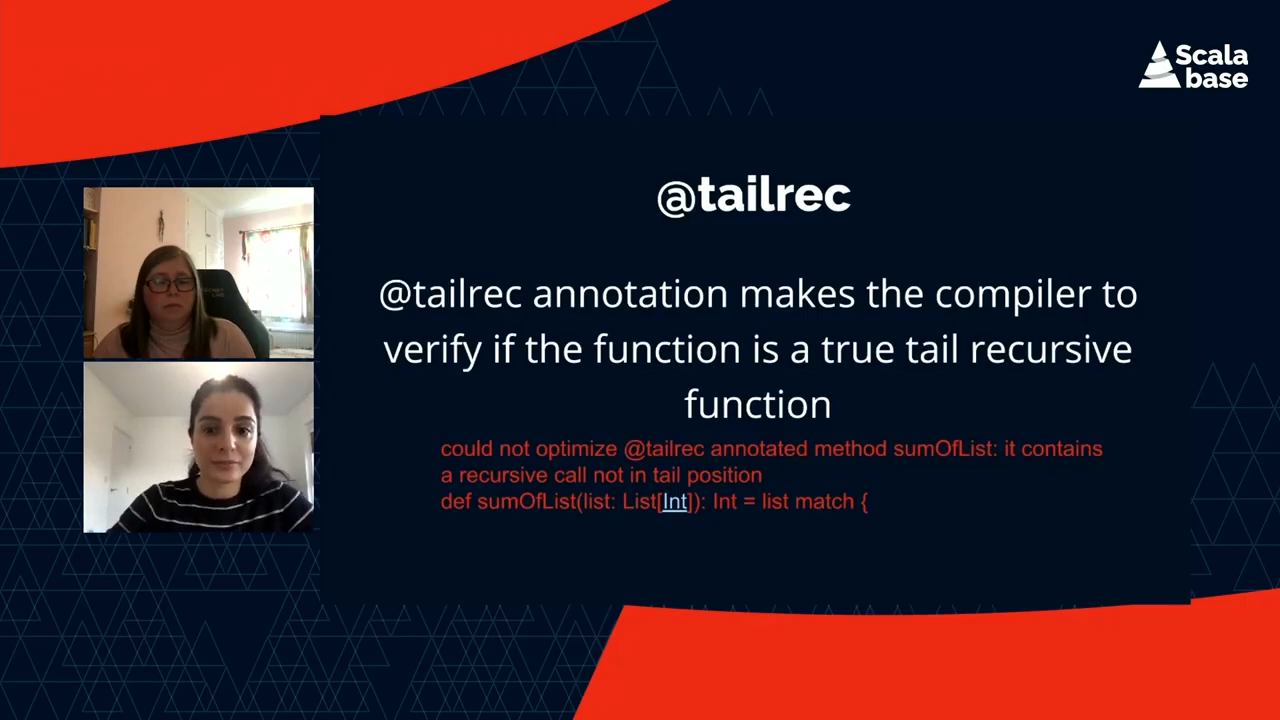 Scala
base
@tailrec
@tailrec annotation makes the compiler to
verify if the function is a true tail recursive
function
could not optimize @tailrec annotated method sumOfList: it contains
a recursive call not in tail position
def sumOfList(list: List[Int]): Int = list match {